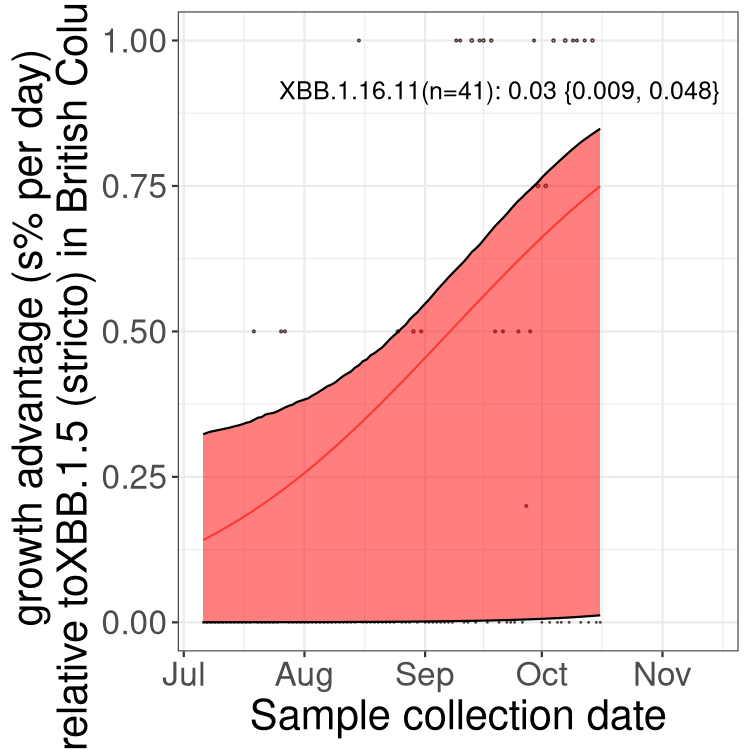 growth advantage (s% per day)
relative toXBB.1.5 (stricto) in British Colu
1.00
0.75
0.50
0.25
0.00
XBB.1.16.11(n=41): 0.03 {0.009, 0.048}
Jul Aug Sep Oct Nov
Sample collection date